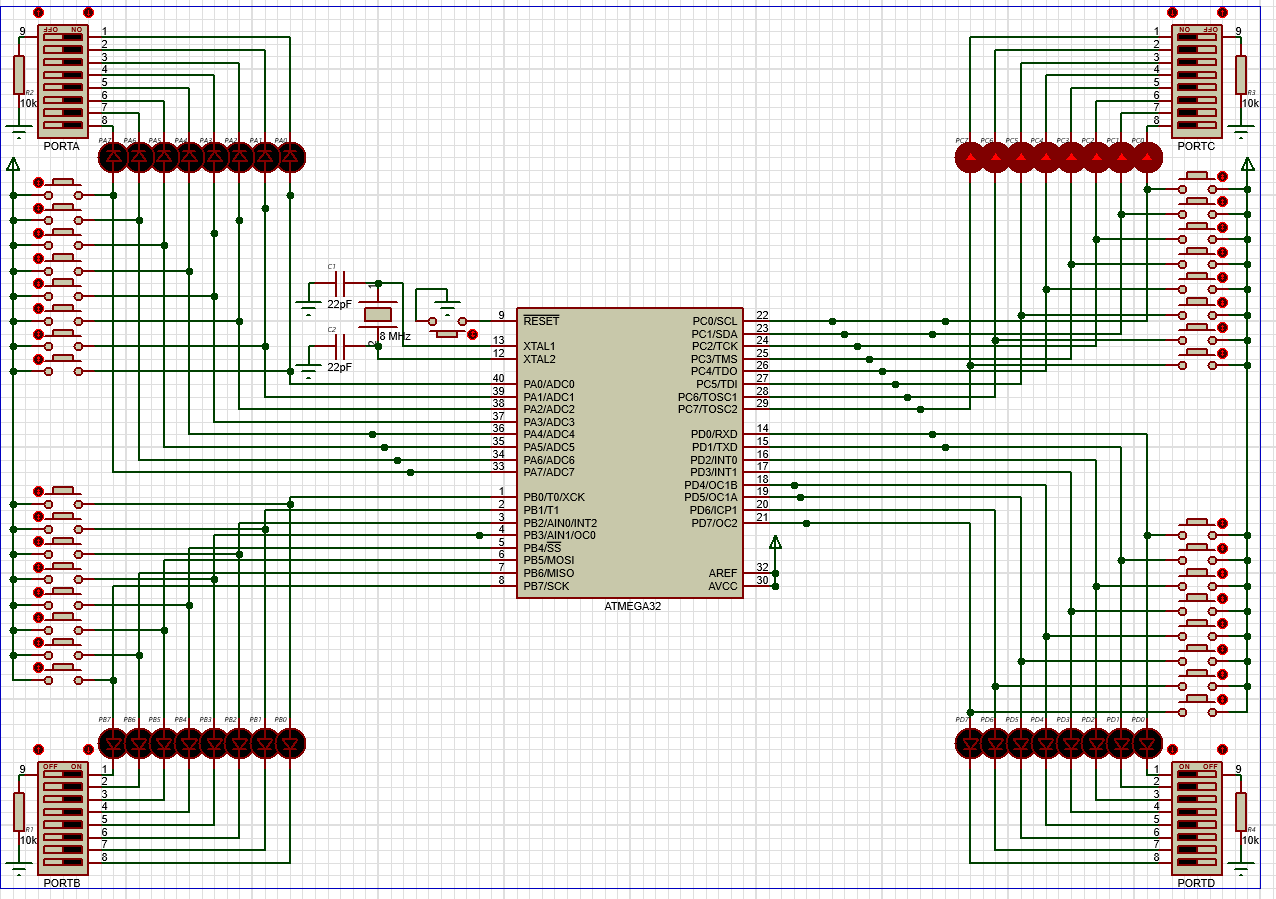 9 OFF ON 1
2
3
4
5
6
7
8
R2
10k
PORTA
PA7 PA6 PA5 PA4 PA3 PA2 PA1 PA0
1 ON OFF 9
2
3
4
5
6
7
8
R3
10k
PORTC
PC7 PC6 PC5 PC4 PC3 PC2 PC1 PC0
C1
22pF
C2
22pF
1
2
8 MHz
9 RESET
13 XTAL1
12 XTAL2
40 PA0/ADC0
39 PA1/ADC1
38 PA2/ADC2
37 PA3/ADC3
36 PA4/ADC4
35 PA5/ADC5
34 PA6/ADC6
33 PA7/ADC7
1 PB0/T0/XCK
2 PB1/T1
3 PB2/AIN0/INT2
4 PB3/AIN1/OC0
5 PB4/SS
6 PB5/MOSI
7 PB6/MISO
8 PB7/SCK
PC0/SCL 22
PC1/SDA 23
PC2/TCK 24
PC3/TMS 25
PC4/TDO 26
PC5/TDI 27
PC6/TOSC1 28
PC7/TOSC2 29
PD0/RXD 14
PD1/TXD 15
PD2/INT0 16
PD3/INT1 17
PD4/OC1B 18
PD5/OC1A 19
PD6/ICP1 20
PD7/OC2 21
AREF 32
AVCC 30
ATMEGA32
PB7 PB6 PB5 PB4 PB3 PB2 PB1 PB0
9 OFF ON 1
2
3
4
5
6
7
8
R1
10k
PORTB
PD7 PD6 PD5 PD4 PD3 PD2 PD1 PD0
1 ON OFF 9
2
3
4
5
6
7
8
R4
10k
PORTD